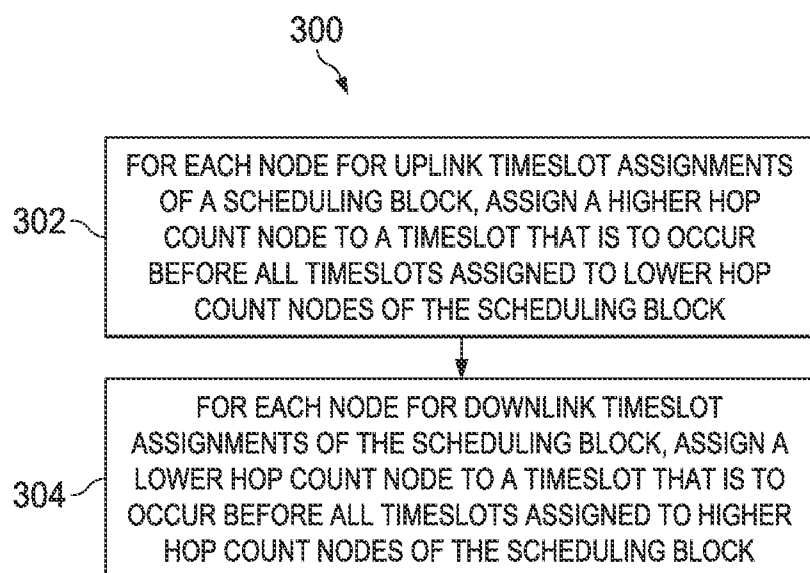 300
302
FOR EACH NODE FOR UPLINK TIMESLOT ASSIGNMENTS
OF A SCHEDULING BLOCK, ASSIGN A HIGHER HOP
COUNT NODE TO A TIMESLOT THAT IS TO OCCUR
BEFORE ALL TIMESLOTS ASSIGNED TO LOWER HOP
COUNT NODES OF THE SCHEDULING BLOCK
304
FOR EACH NODE FOR DOWNLINK TIMESLOT
ASSIGNMENTS OF THE SCHEDULING BLOCK, ASSIGN A
LOWER HOP COUNT NODE TO A TIMESLOT THAT IS TO
OCCUR BEFORE ALL TIMESLOTS ASSIGNED TO HIGHER
HOP COUNT NODES OF THE SCHEDULING BLOCK